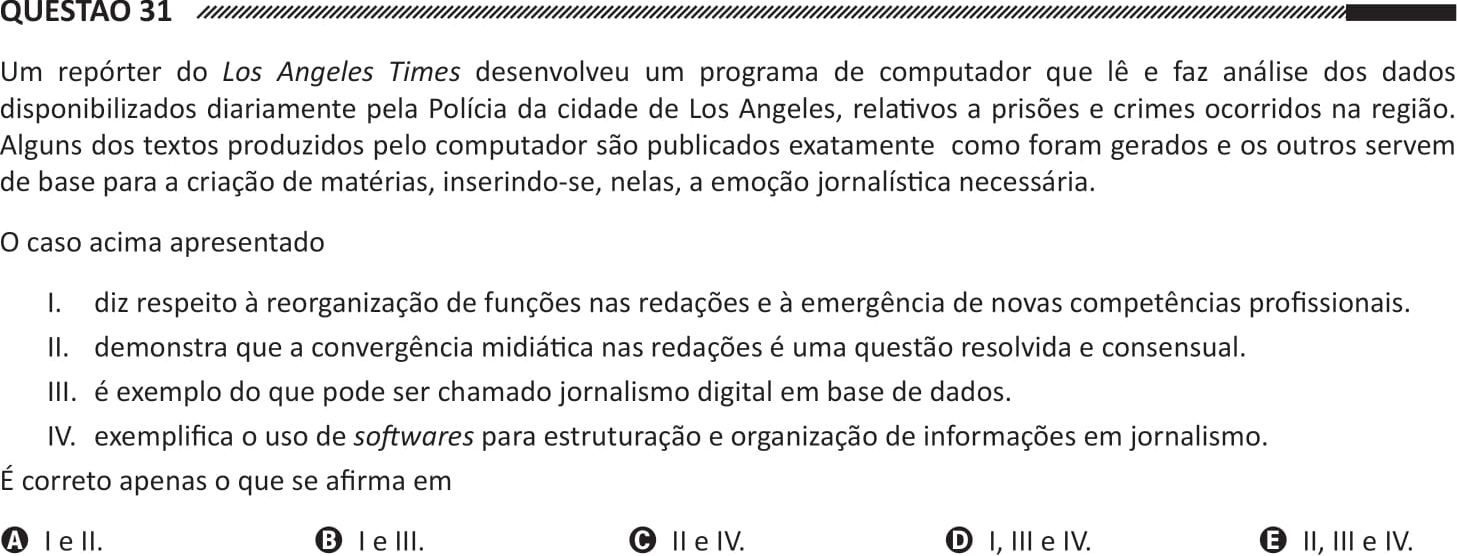 QUESTÃO 31
Um repórter do Los Angeles Times desenvolveu um programa de computador que lê e faz análise dos dados
disponibilizados diariamente pela Polícia da cidade de Los Angeles, relativos a prisões e crimes ocorridos na região.
Alguns dos textos produzidos pelo computador são publicados exatamente como foram gerados e os outros servem
de base para a criação de matérias, inserindo-se, nelas, a emoção jornalística necessária.
O caso acima apresentado
I. diz respeito à reorganização de funções nas redações e à emergência de novas competências profissionais.
II. demonstra que a convergência midiática nas redações é uma questão resolvida e consensual.
III. é exemplo do que pode ser chamado jornalismo digital em base de dados.
IV. exemplifica o uso de softwares para estruturação e organização de informações em jornalismo.
É correto apenas o que se afirma em
A I e II. B I e III. C II e IV. D I, III e IV. E II, III e IV.